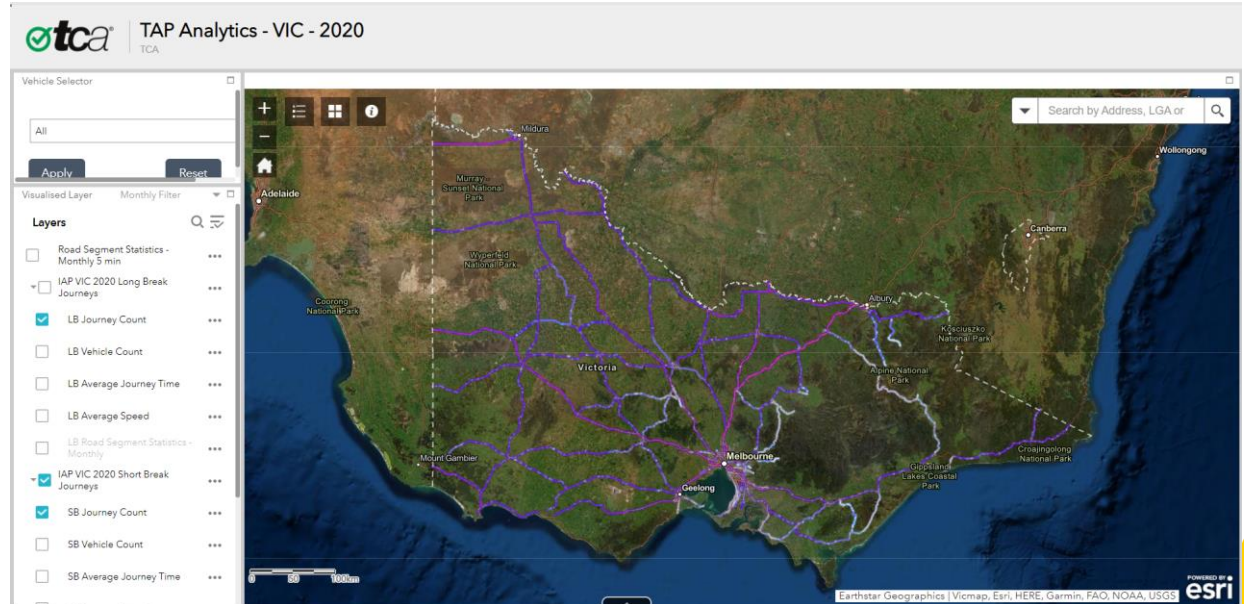 tca
TAP Analytics - VIC - 2020
TCA
Vehicle Selector
All
Apply
Reset
Visualised Layer
Monthly Filter
Layers
Road Segment Statistics -
Monthly 5 min
IAP VIC 2020 Long Break
Journeys
LB Journey Count
LB Vehicle Count
LB Average Journey Time
LB Average Speed
LB Road Segment Statistics -
Monthly
IAP VIC 2020 Short Break
Journeys
SB Journey Count
SB Vehicle Count
SB Average Journey Time
Search by Address, LGA or
Mildura
Wollongong
Murray
Sunset National
Park
Adelaide
Canberra
Wyperfeld
National Park
Coorong
National Park
Albury
Kosciuszko
National Park
Victoria
Alpine National
Park
Mount Gambier
Melbourne
Croajingolong
National Park
Gippsland
Lakes Coastal
Park
Geelong
0 50 100km
Earthstar Geographics | Vicmap, Esri, HERE, Garmin, FAO, NOAA, USGS
POWERED BY
esri